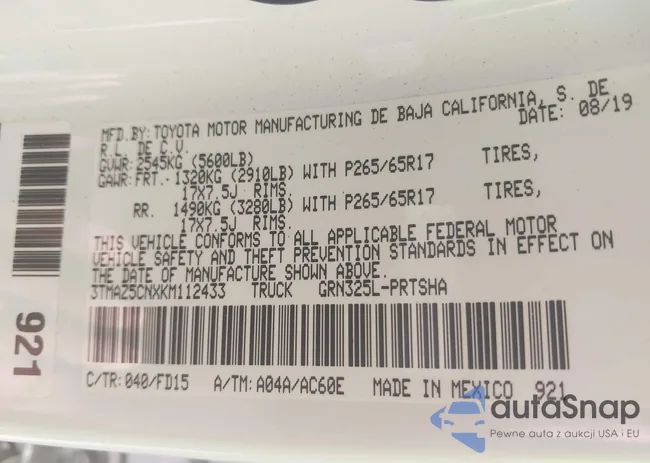 MFD.BY: TOYOTA MOTOR MANUFACTURING DE BAJA CALIFORNIA, S. DE
R.L. DE C.V. DATE: 08/19
GVWR: 2545KG (5600LB)
GAWR: FRT. 1320KG (2910LB) WITH P265/65R17 TIRES,
17X7.5J RIMS.
RR. 1490KG (3280LB) WITH P265/65R17 TIRES,
17X7.5J RIMS.
THIS VEHICLE CONFORMS TO ALL APPLICABLE FEDERAL MOTOR
VEHICLE SAFETY AND THEFT PREVENTION STANDARDS IN EFFECT ON
THE DATE OF MANUFACTURE SHOWN ABOVE.
3TMAZ5CNXKM112433 TRUCK GRN325L-PRTSHA
C/TR: 040/FD15 A/TM: A04A/AC60E MADE IN MEXICO 921
921
autaSnap
Pewne auta z aukcji USA i EU